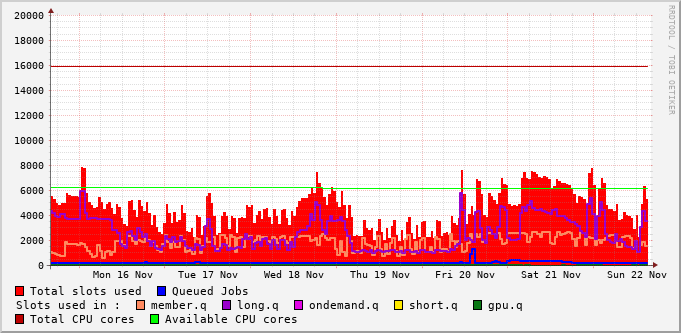 RRDTOOL / TOBI OETIKER
20000
18000
16000
14000
12000
10000
8000
6000
4000
2000
0
Mon 16 Nov Tue 17 Nov Wed 18 Nov Thu 19 Nov Fri 20 Nov Sat 21 Nov Sun 22 Nov
Total slots used Queued Jobs
Slots used in : member.q long.q ondemand.q short.q gpu.q
Total CPU cores Available CPU cores